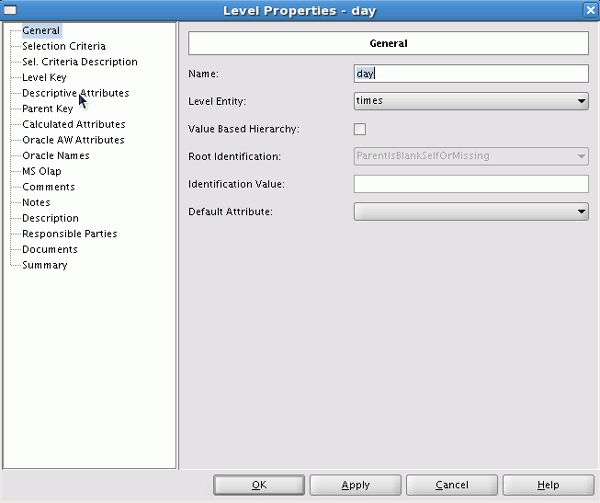 Level Properties - day
General
Selection Criteria
Sel. Criteria Description
Level Key
Descriptive Attributes
Parent Key
Calculated Attributes
Oracle AW Attributes
Oracle Names
MS Olap
Comments
Notes
Description
Responsible Parties
Documents
Summary
General
Name: day
Level Entity: times
Value Based Hierarchy:
Root Identification: ParentIsBlankSelfOrMissing
Identification Value:
Default Attribute:
OK Apply Cancel Help